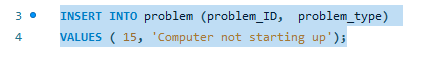 3 INSERT INTO problem (problem_ID,  problem_type)
4 VALUES ( 15, 'Computer not starting up');